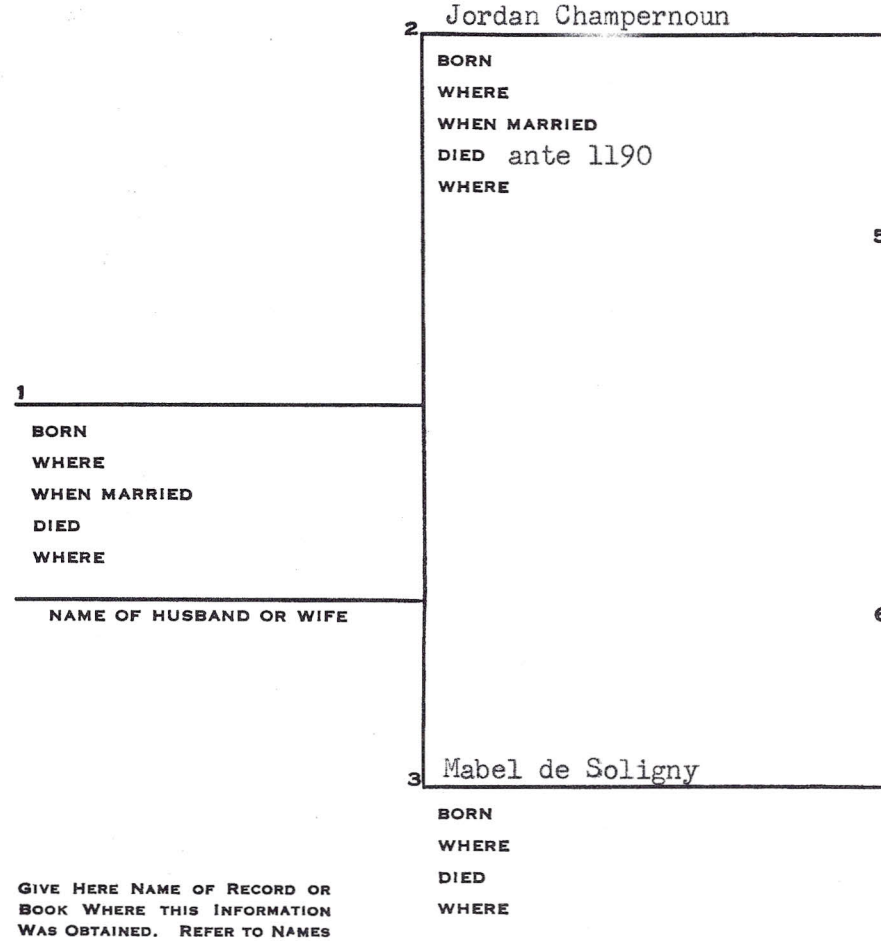 2 Jordan Champernoun
BORN
WHERE
WHEN MARRIED
DIED ante 1190
WHERE
5
1
BORN
WHERE
WHEN MARRIED
DIED
WHERE
NAME OF HUSBAND OR WIFE
6
3 Mabel de Soligny
BORN
WHERE
DIED
WHERE
GIVE HERE NAME OF RECORD OR
BOOK WHERE THIS INFORMATION
WAS OBTAINED. REFER TO NAMES